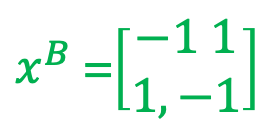 x^B = [−1 1
1, −1]